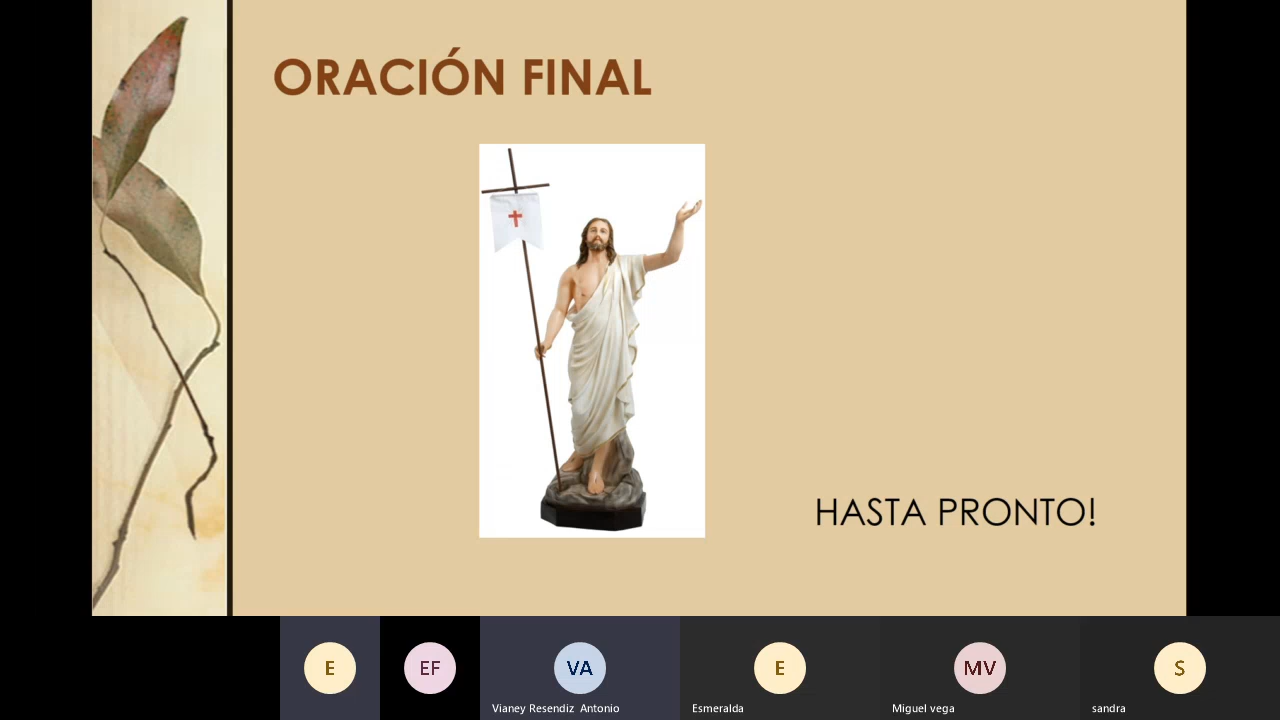 ORACIÓN FINAL
HASTA PRONTO!
E
EF
VA
E
MV
S
Vianey Resendiz Antonio
Esmeralda
Miguel vega
sandra